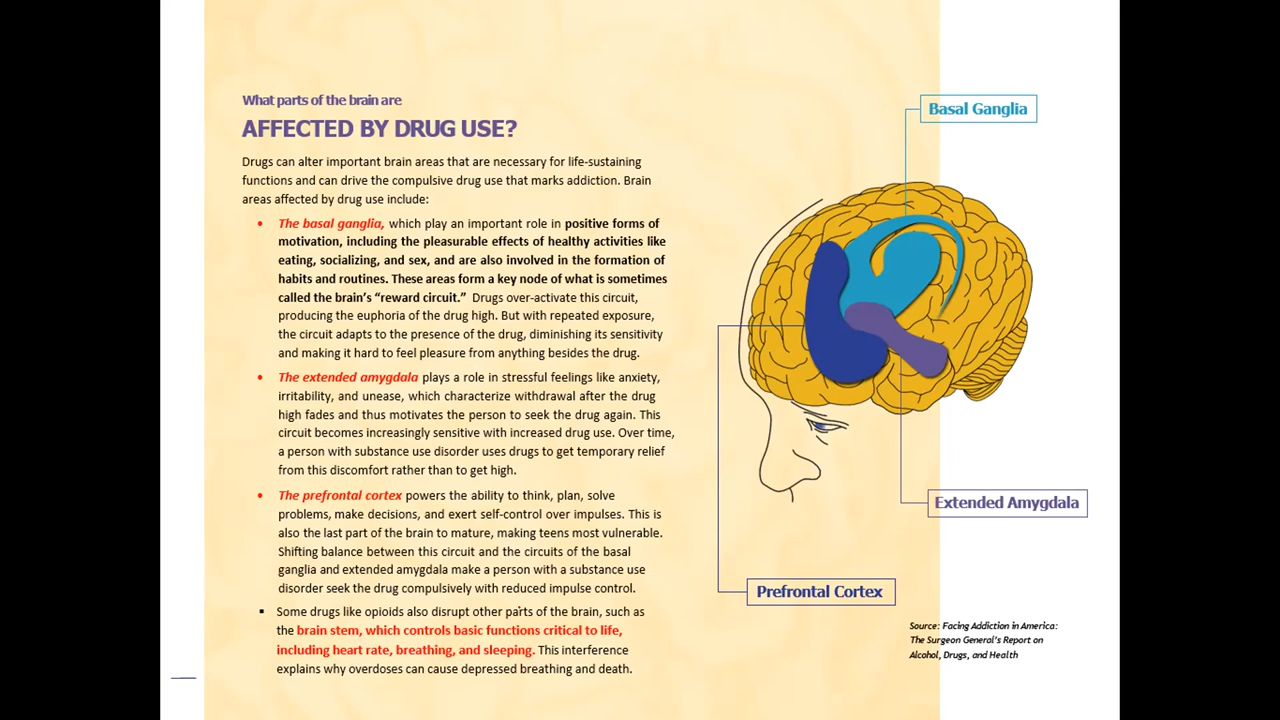 What parts of the brain are
AFFECTED BY DRUG USE?
Drugs can alter important brain areas that are necessary for life-sustaining
functions and can drive the compulsive drug use that marks addiction. Brain
areas affected by drug use include:
• The basal ganglia, which play an important role in positive forms of
motivation, including the pleasurable effects of healthy activities like
eating, socializing, and sex, and are also involved in the formation of
habits and routines. These areas form a key node of what is sometimes
called the brain's “reward circuit.” Drugs over-activate this circuit,
producing the euphoria of the drug high. But with repeated exposure,
the circuit adapts to the presence of the drug, diminishing its sensitivity
and making it hard to feel pleasure from anything besides the drug.
• The extended amygdala plays a role in stressful feelings like anxiety,
irritability, and unease, which characterize withdrawal after the drug
high fades and thus motivates the person to seek the drug again. This
circuit becomes increasingly sensitive with increased drug use. Over time,
a person with substance use disorder uses drugs to get temporary relief
from this discomfort rather than to get high.
• The prefrontal cortex powers the ability to think, plan, solve
problems, make decisions, and exert self-control over impulses. This is
also the last part of the brain to mature, making teens most vulnerable.
Shifting balance between this circuit and the circuits of the basal
ganglia and extended amygdala make a person with a substance use
disorder seek the drug compulsively with reduced impulse control.
▪ Some drugs like opioids also disrupt other parts of the brain, such as
the brain stem, which controls basic functions critical to life,
including heart rate, breathing, and sleeping. This interference
explains why overdoses can cause depressed breathing and death.
Basal Ganglia
Extended Amygdala
Prefrontal Cortex
Source: Facing Addiction in America:
The Surgeon General's Report on
Alcohol, Drugs, and Health